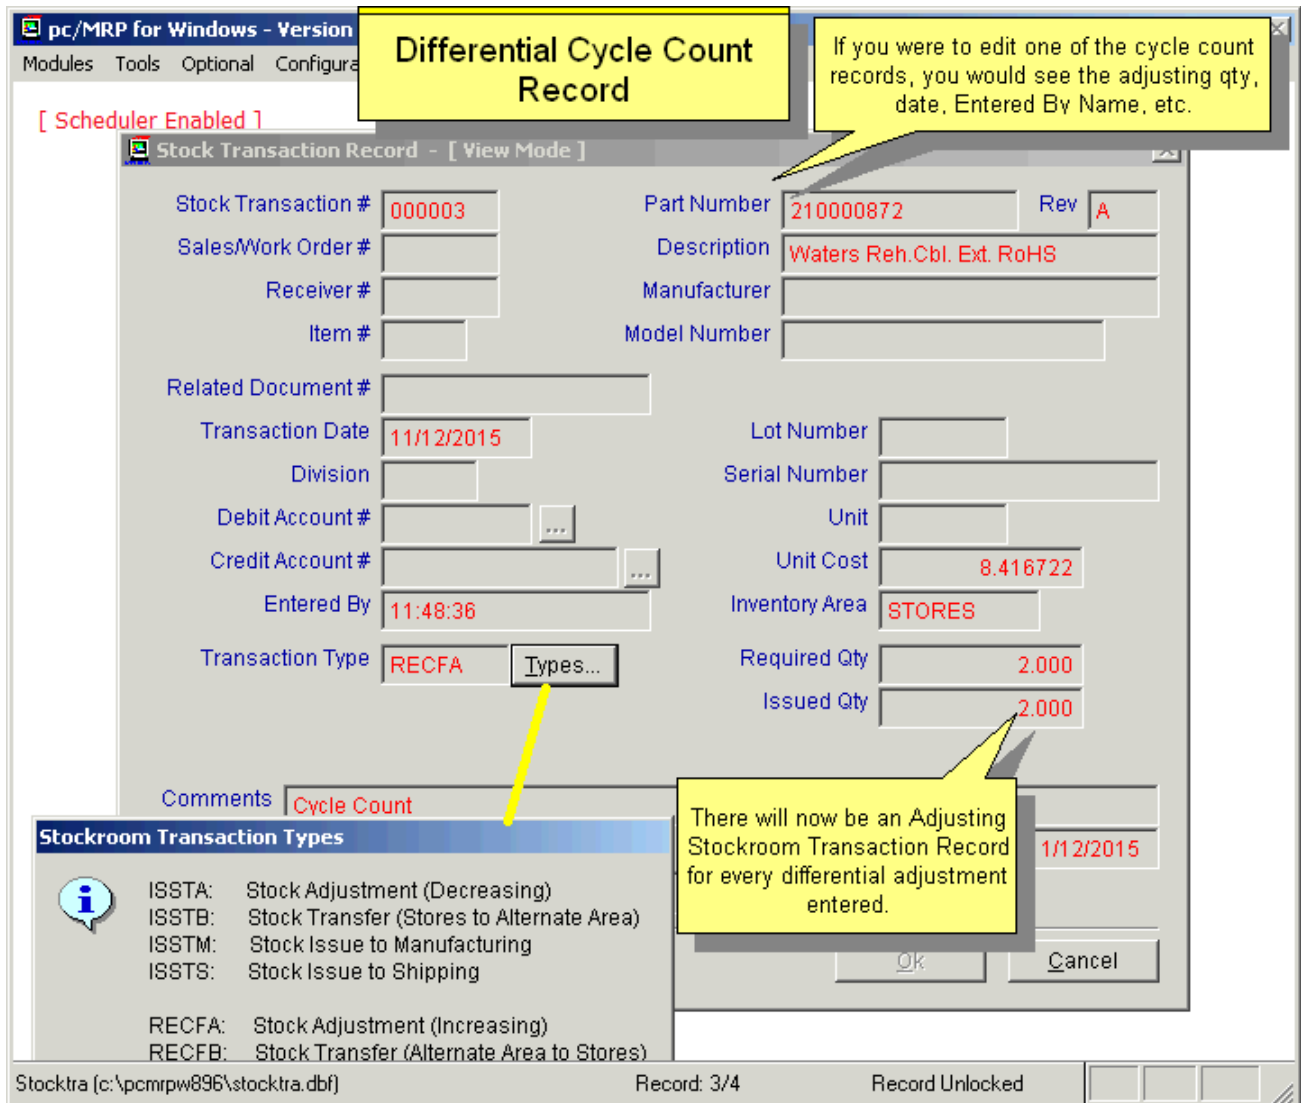 pc/MRP for Windows - Version
Modules Tools Optional Configura
Differential Cycle Count
Record
If you were to edit one of the cycle count
records, you would see the adjusting qty,
date, Entered By Name, etc.
[ Scheduler Enabled ]
Stock Transaction Record - [ View Mode ]
Stock Transaction # 000003
Part Number 210000872 Rev A
Sales/Work Order #
Description Waters Reh.Cbl. Ext. RoHS
Receiver #
Manufacturer
Item #
Model Number
Related Document #
Transaction Date 11/12/2015
Lot Number
Division
Serial Number
Debit Account # ...
Unit
Credit Account # ...
Unit Cost 8.416722
Entered By 11:48:36
Inventory Area STORES
Transaction Type RECFA Types...
Required Qty 2.000
Issued Qty 2.000
Comments Cycle Count
There will now be an Adjusting
Stockroom Transaction Record
for every differential adjustment
entered.
1/12/2015
Ok Cancel
Stockroom Transaction Types
ISSTA: Stock Adjustment (Decreasing)
ISSTB: Stock Transfer (Stores to Alternate Area)
ISSTM: Stock Issue to Manufacturing
ISSTS: Stock Issue to Shipping
RECFA: Stock Adjustment (Increasing)
RECFB: Stock Transfer (Alternate Area to Stores)
Stocktra (c:\pcmrpw896\stocktra.dbf) Record: 3/4 Record Unlocked